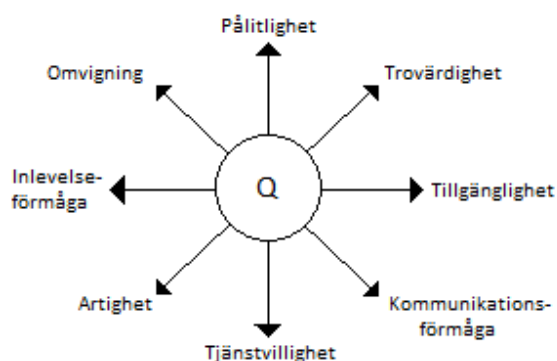 Pålitlighet
Omvigning
Trovärdighet
Inlevelse-
förmåga
Q
Tillgänglighet
Artighet
Kommunikations-
förmåga
Tjänstvillighet